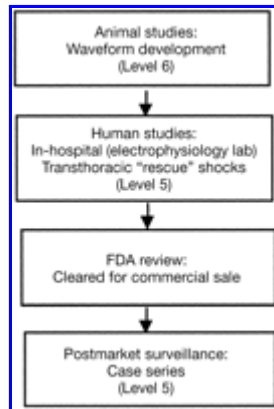 Animal studies:
Waveform development
(Level 6)
Human studies:
In-hospital (electrophysiology lab)
Transthoracic “rescue” shocks
(Level 5)
FDA review:
Cleared for commercial sale
Postmarket surveillance:
Case series
(Level 5)